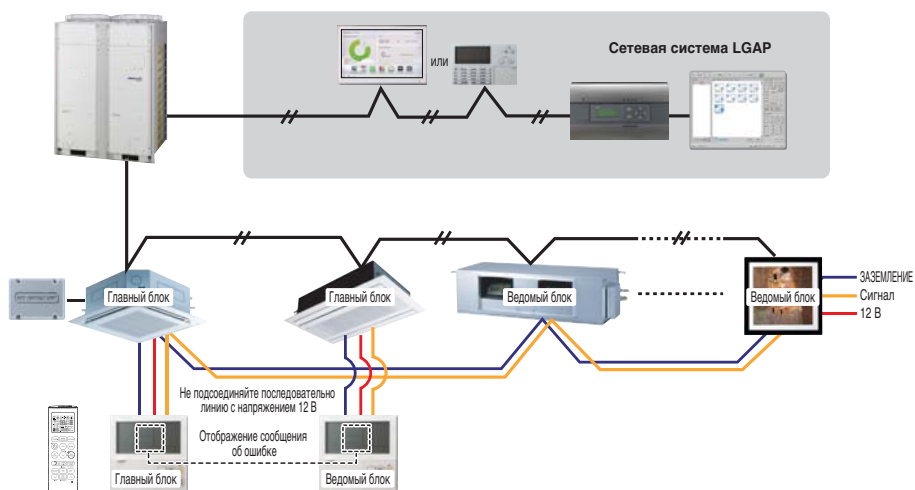 Сетевая система LGAP
или
Главный блок
Главный блок
Ведомый блок
Ведомый блок
ЗАЗЕМЛЕНИЕ
Сигнал
12 В
Не подсоединяйте последовательно
линию с напряжением 12 В
Отображение сообщения
об ошибке
Главный блок
Ведомый блок